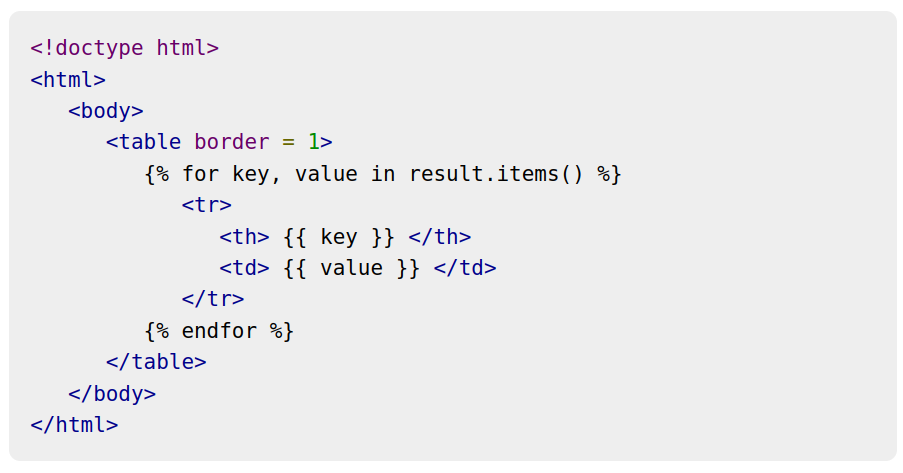 <!doctype html>
<html>
   <body>
      <table border = 1>
         {% for key, value in result.items() %}
            <tr>
               <th> {{ key }} </th>
               <td> {{ value }} </td>
            </tr>
         {% endfor %}
      </table>
   </body>
</html>